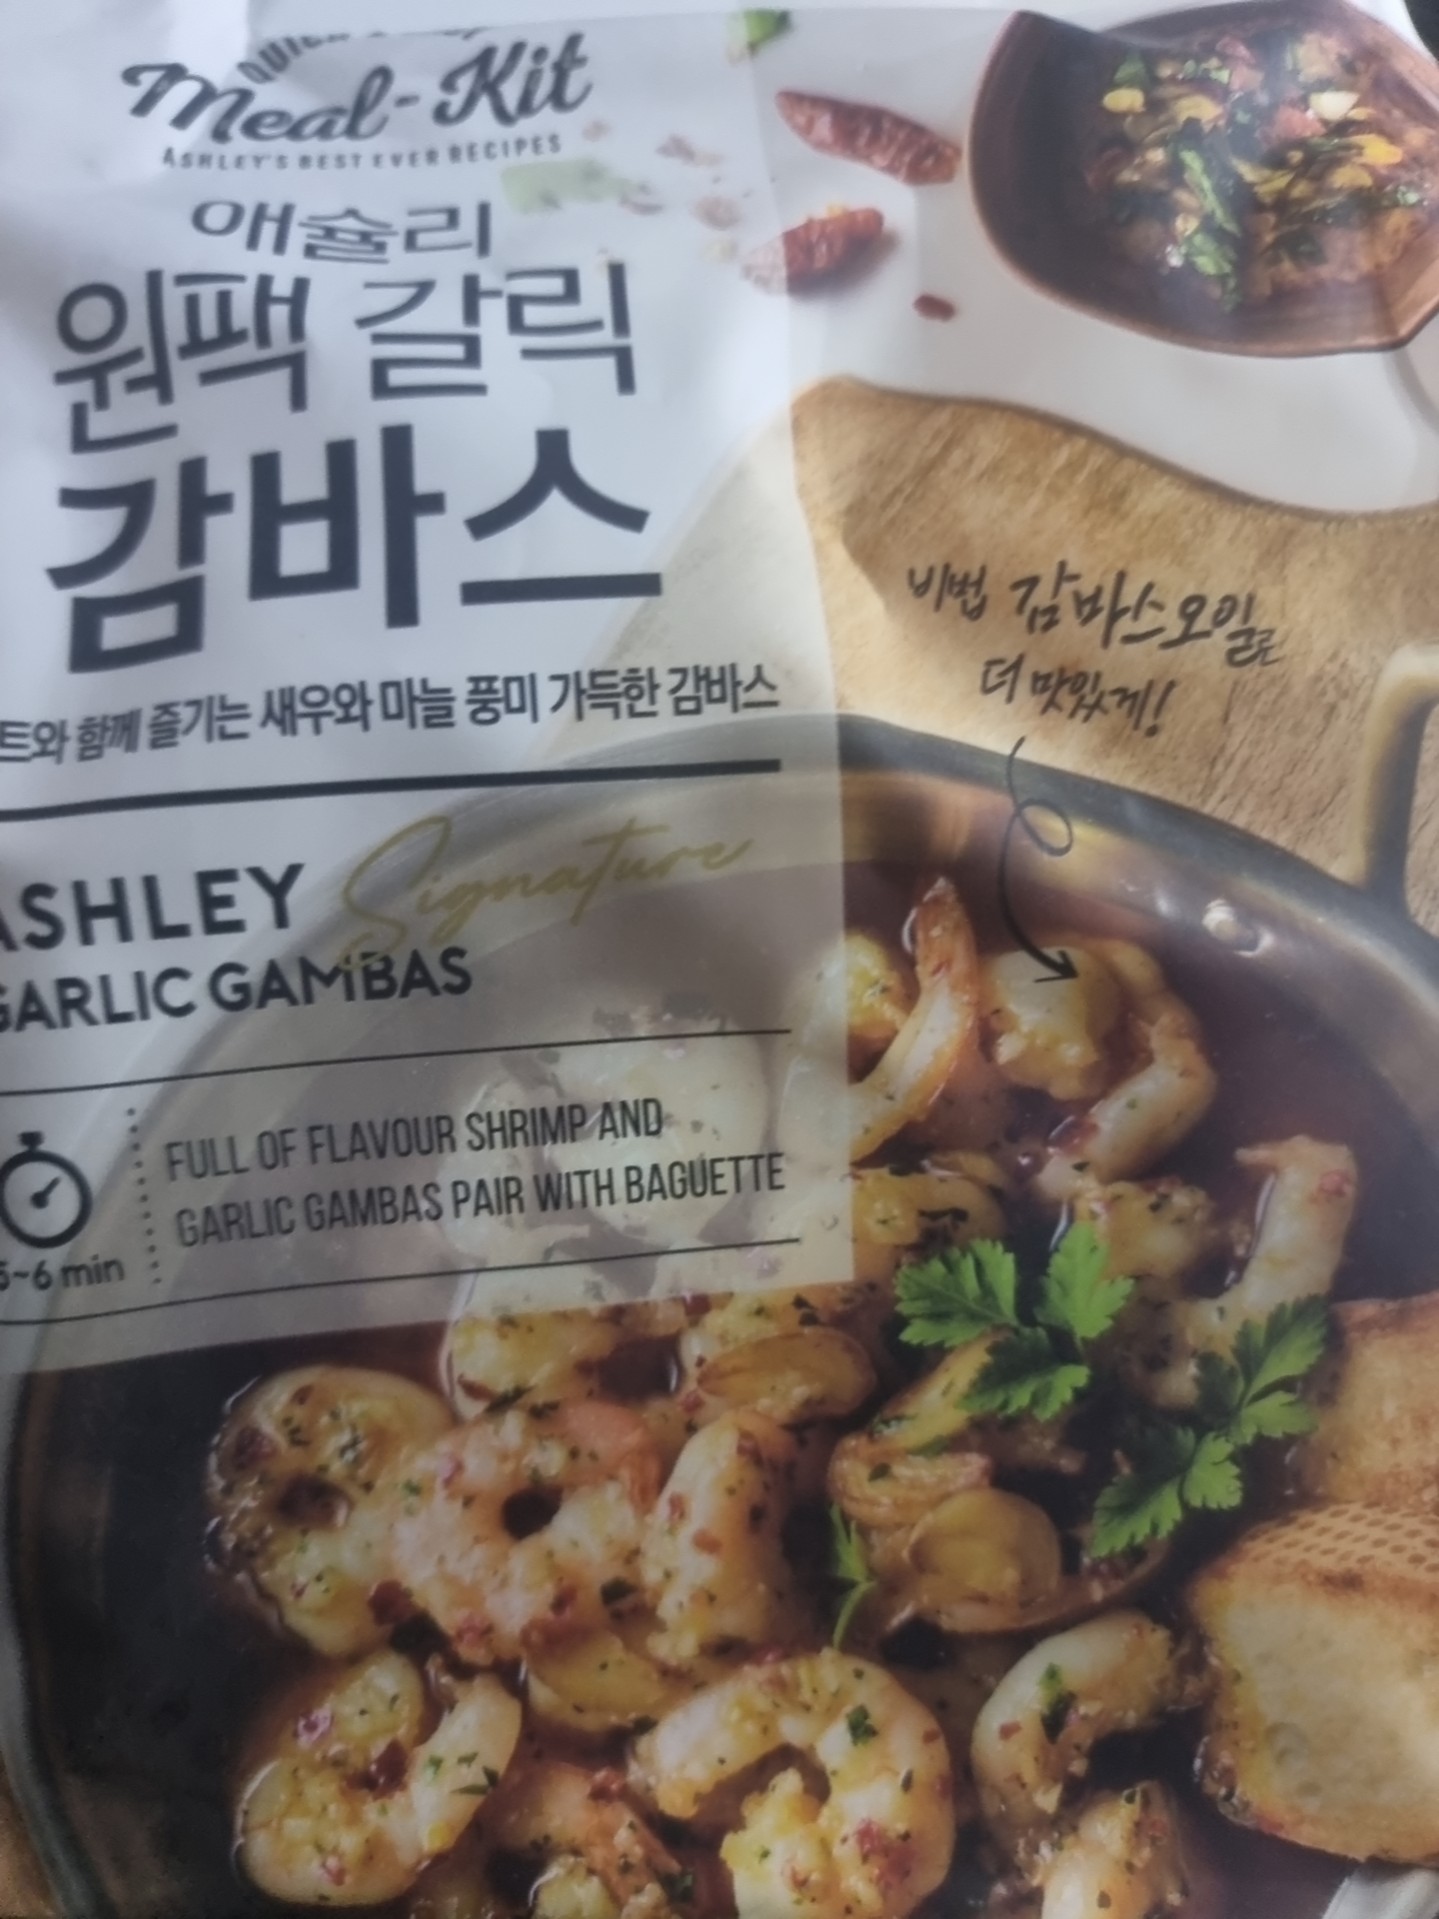 Meal-Kit
ASHLEY'S BEST EVER RECIPES
애슐리
원팩 갈릭
감바스
비법 감바스오일로
더 맛있게!
함께 즐기는 새우와 마늘 풍미 가득한 감바스
ASHLEY Signature
GARLIC GAMBAS
FULL OF FLAVOUR SHRIMP AND
GARLIC GAMBAS PAIR WITH BAGUETTE
5~6 min